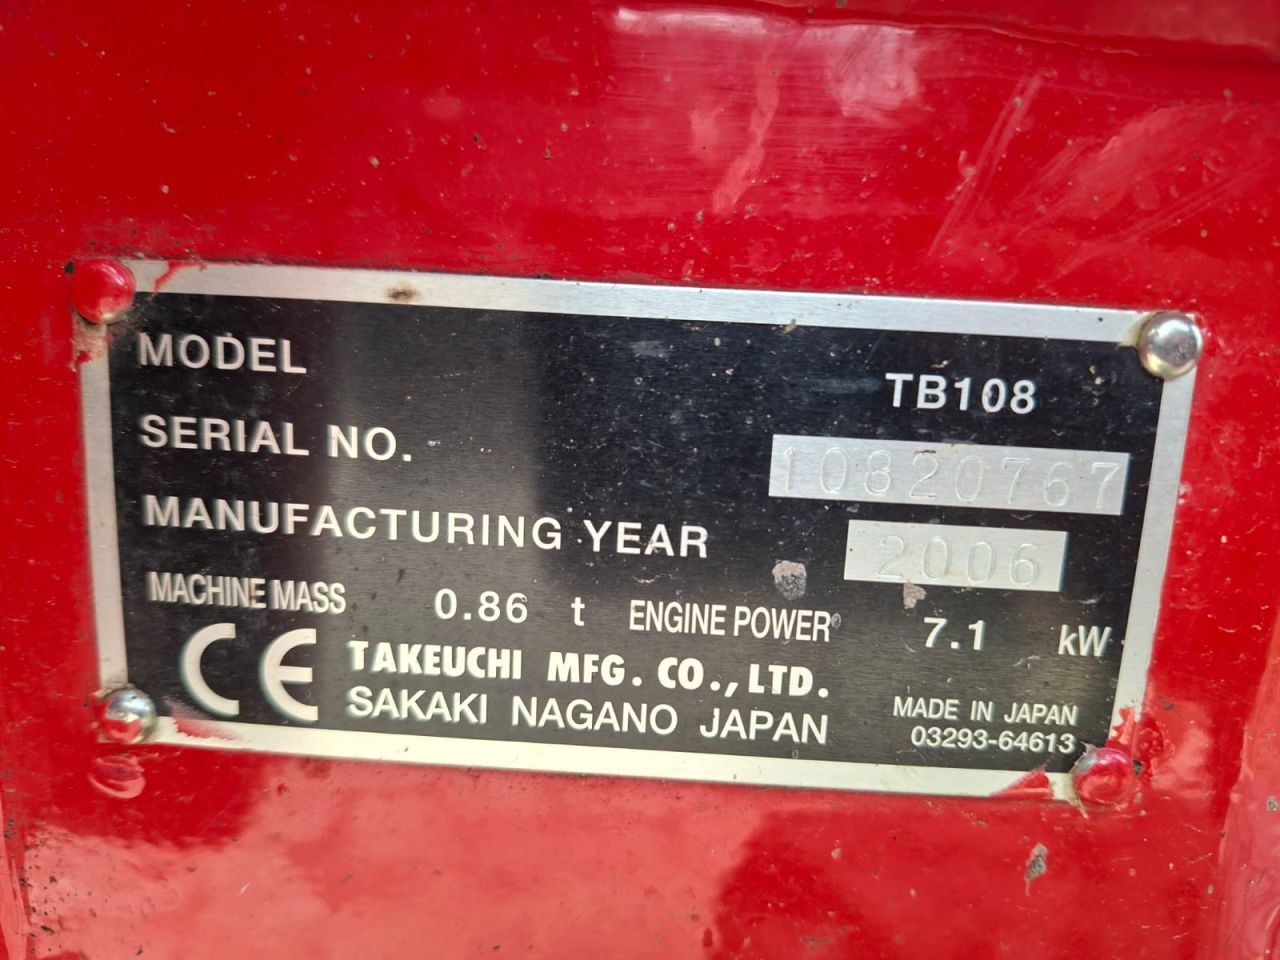 MODEL TB108
SERIAL NO. 10820767
MANUFACTURING YEAR 2006
MACHINE MASS 0.86 t ENGINE POWER 7.1 kW
CE TAKEUCHI MFG. CO., LTD.
SAKAKI NAGANO JAPAN MADE IN JAPAN
03293-64613